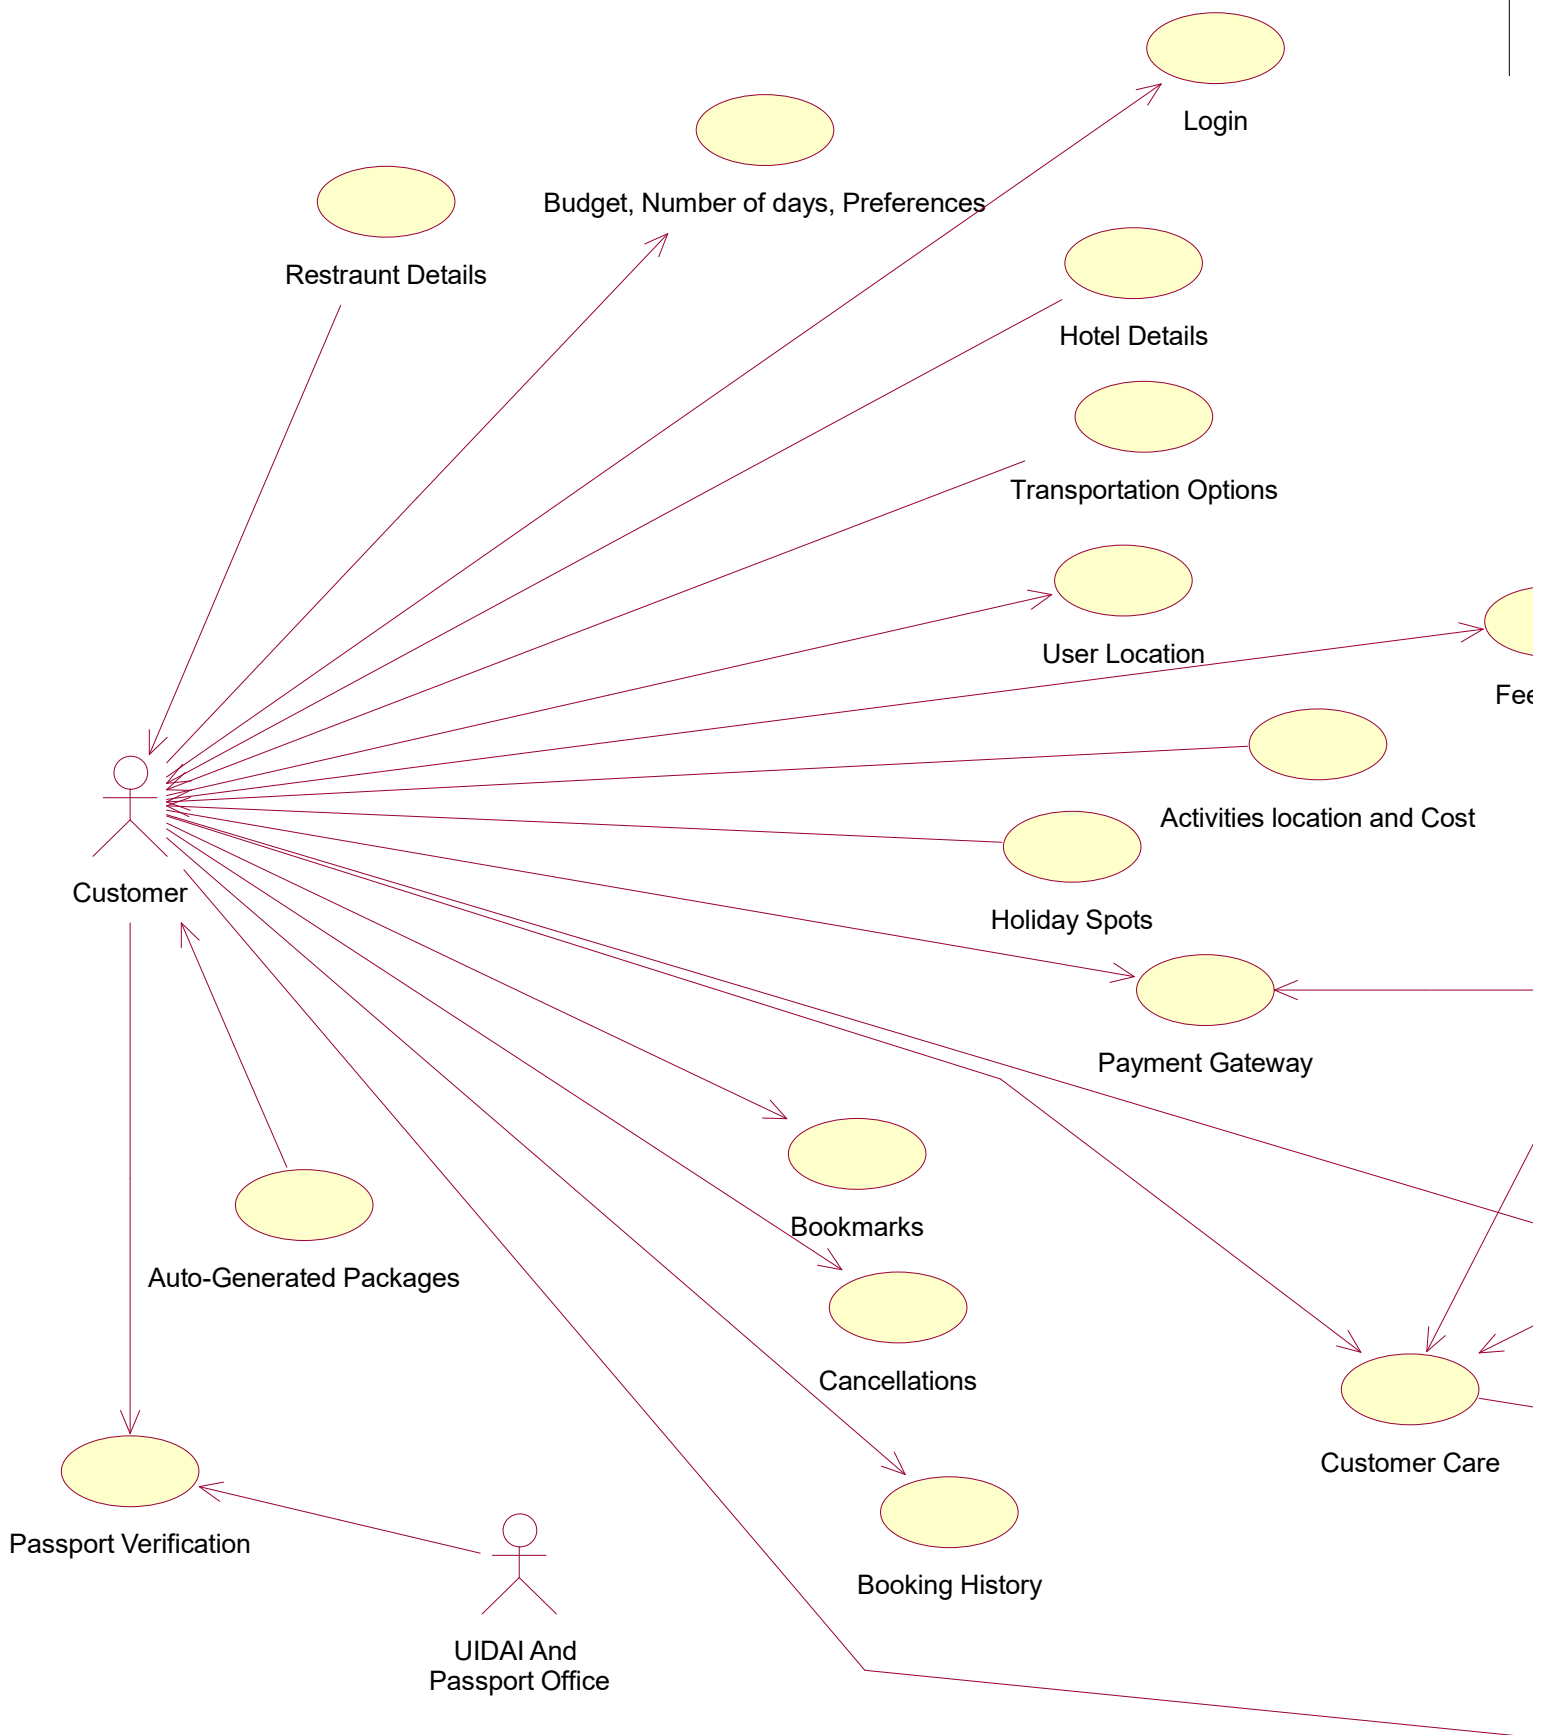 Login
Budget, Number of days, Preferences
Restraunt Details
Hotel Details
Transportation Options
User Location
Activities location and Cost
Customer
Holiday Spots
Payment Gateway
Bookmarks
Auto-Generated Packages
Cancellations
Customer Care
Passport Verification
Booking History
UIDAI And
Passport Office